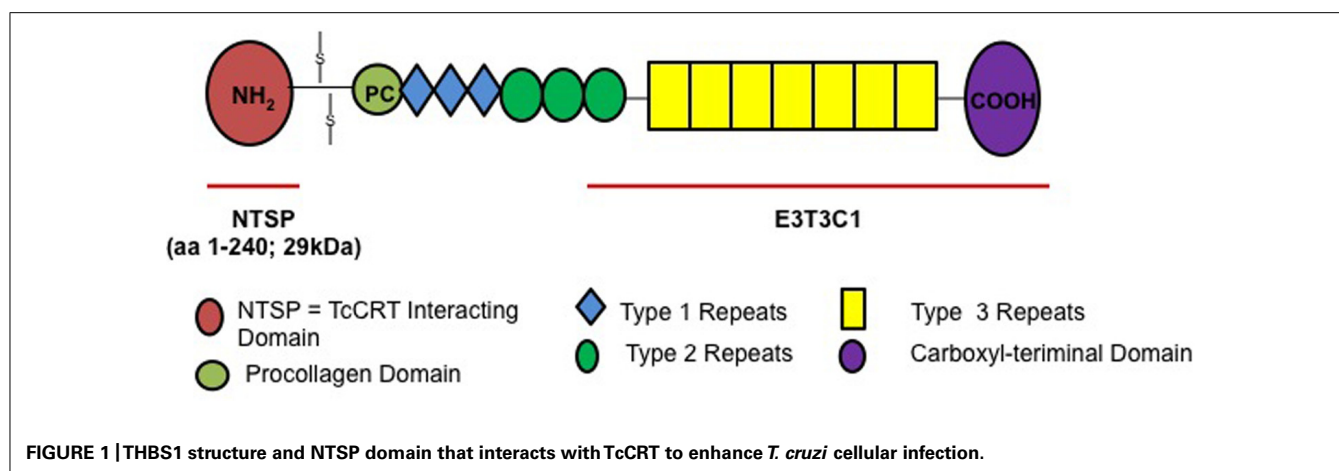 S
NH2
PC
COOH
S
NTSP
(aa 1-240; 29kDa)
E3T3C1
NTSP = TcCRT Interacting
Domain
Procollagen Domain
Type 1 Repeats
Type 2 Repeats
Type 3 Repeats
Carboxyl-teriminal Domain
FIGURE 1 | THBS1 structure and NTSP domain that interacts with TcCRT to enhance T. cruzi cellular infection.